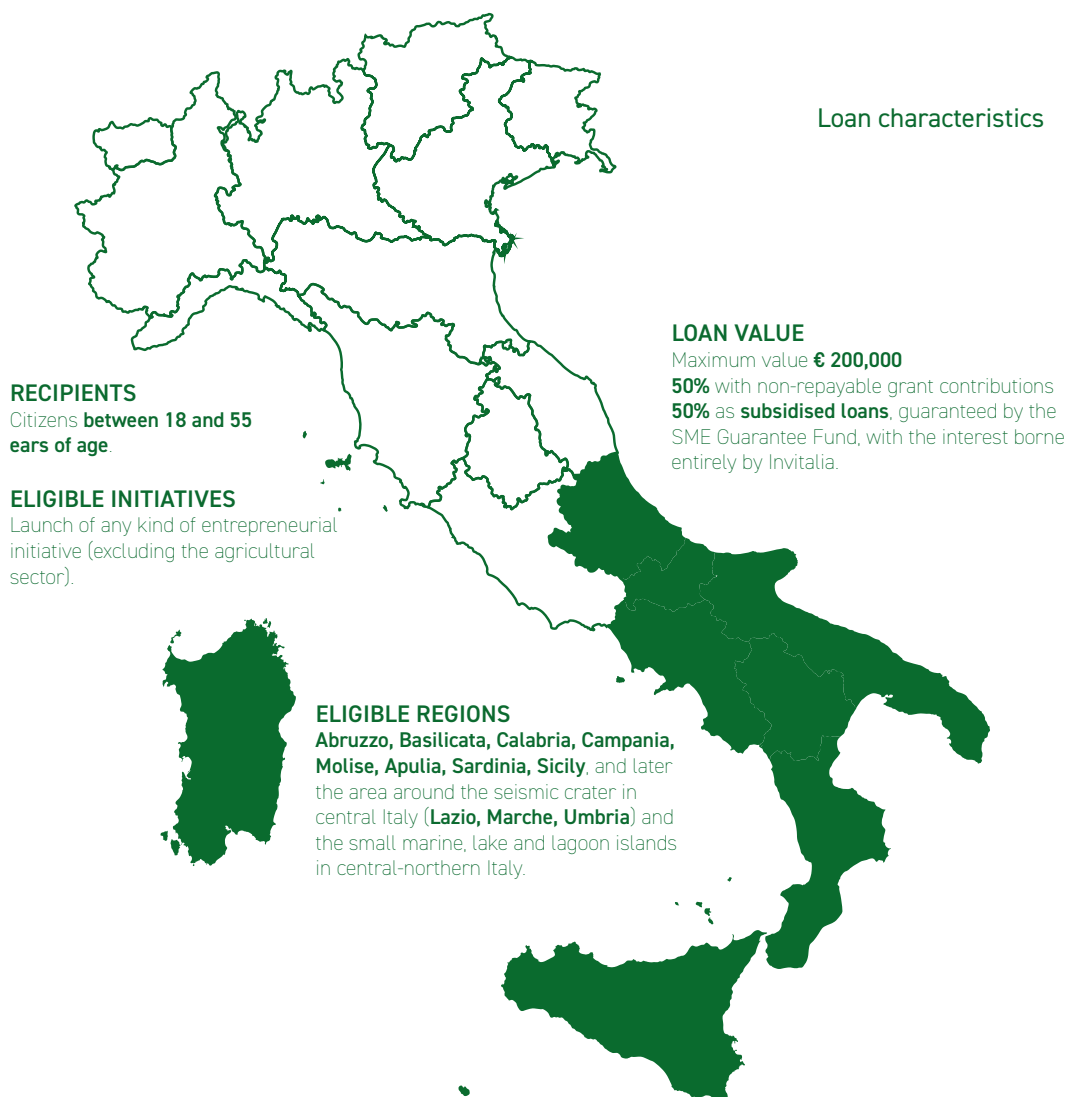 Loan characteristics
LOAN VALUE
Maximum value € 200,000
50% with non-repayable grant contributions
50% as subsidised loans, guaranteed by the
SME Guarantee Fund, with the interest borne
entirely by Invitalia.
RECIPIENTS
Citizens between 18 and 55
ears of age.
ELIGIBLE INITIATIVES
Launch of any kind of entrepreneurial
initiative (excluding the agricultural
sector).
ELIGIBLE REGIONS
Abruzzo, Basilicata, Calabria, Campania,
Molise, Apulia, Sardinia, Sicily, and later
the area around the seismic crater in
central Italy (Lazio, Marche, Umbria) and
the small marine, lake and lagoon islands
in central-northern Italy.